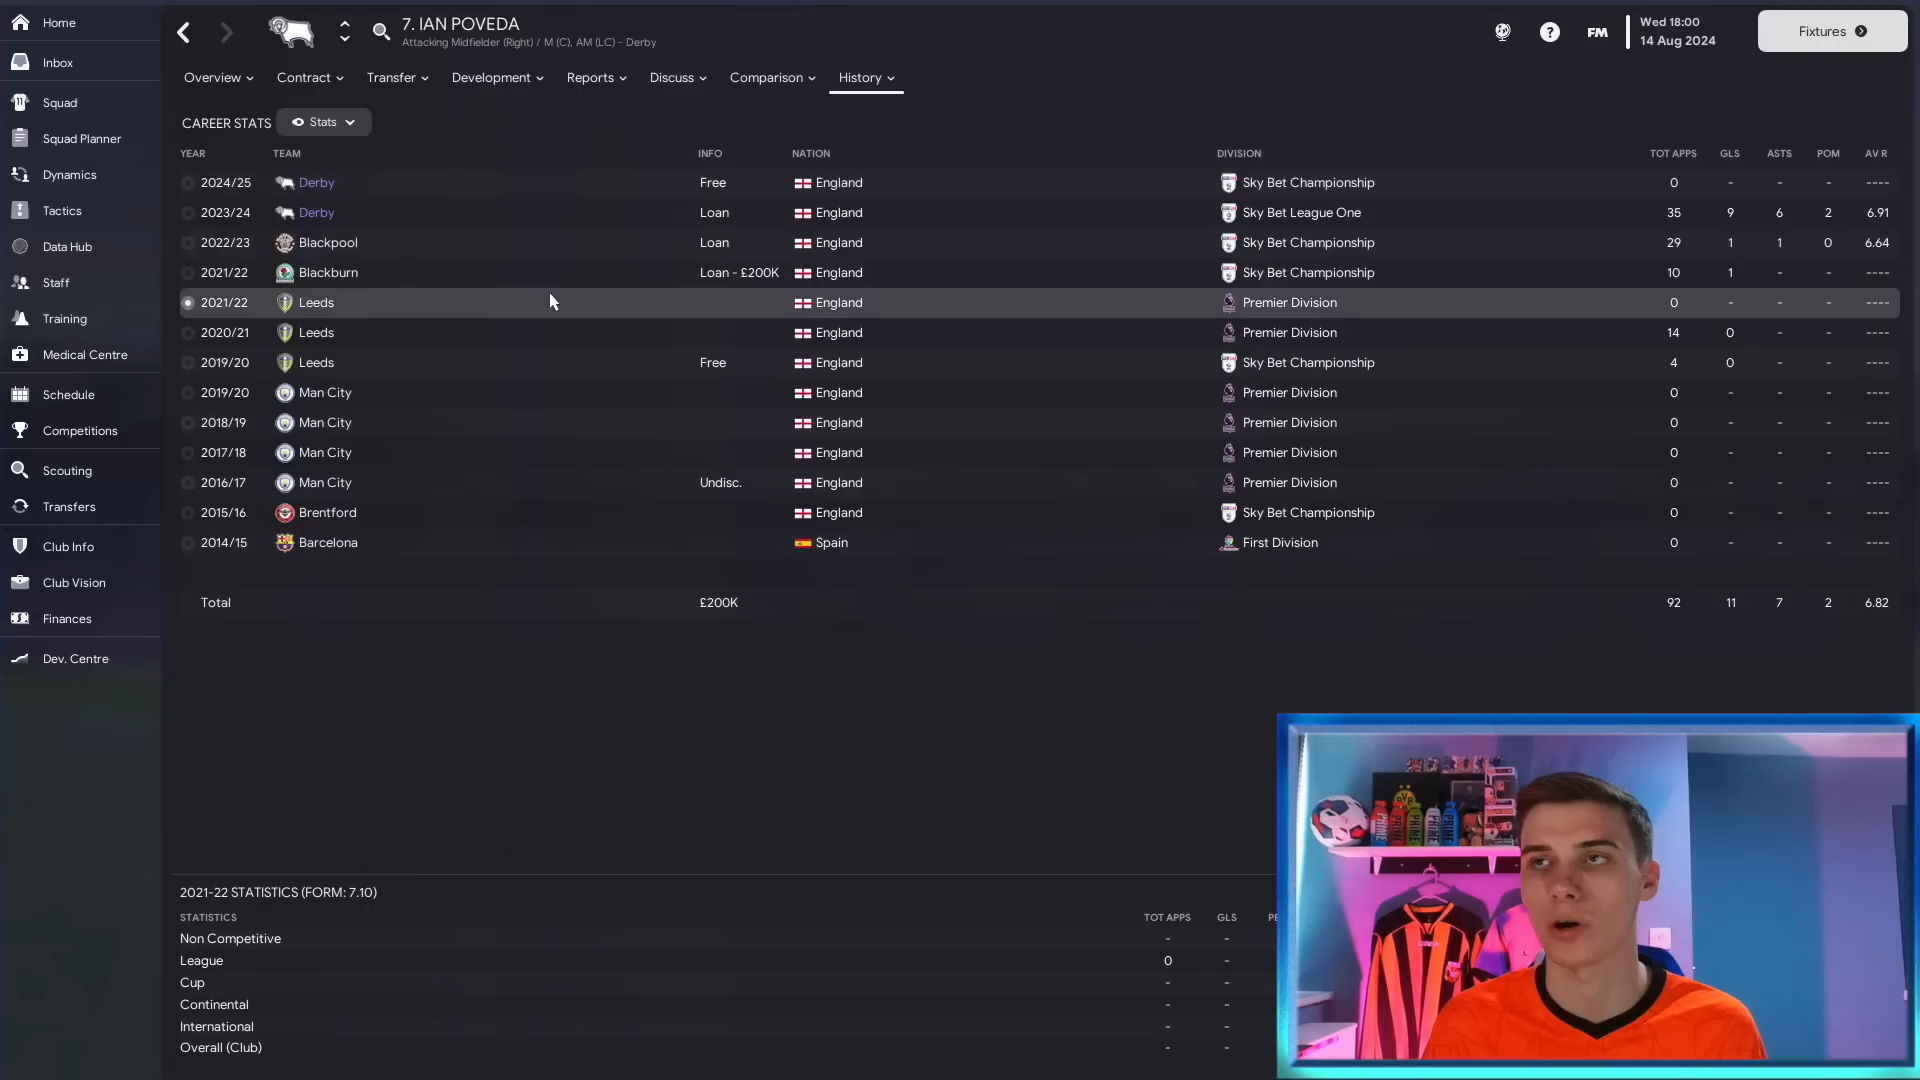 Home
Inbox
Squad
Squad Planner
Dynamics
Tactics
Data Hub
Staff
Training
Medical Centre
Schedule
Competitions
Scouting
Transfers
Club Info
Club Vision
Finances
Dev. Centre
7. IAN POVEDA
Attacking Midfielder (Right) / M (C), AM (LC) - Derby
? FM
Wed 18:00
14 Aug 2024
Fixtures
Overview Contract Transfer Development Reports Discuss Comparison History
CAREER STATS Stats
YEAR TEAM INFO NATION DIVISION TOT APPS GLS ASTS POM AV R
2024/25 Derby Free England Sky Bet Championship 0 - - - ----
2023/24 Derby Loan England Sky Bet League One 35 9 6 2 6.91
2022/23 Blackpool Loan England Sky Bet Championship 29 1 1 0 6.64
2021/22 Blackburn Loan - £200K England Sky Bet Championship 10 1 - - ----
2021/22 Leeds England Premier Division 0 - - - ----
2020/21 Leeds England Premier Division 14 0 - - ----
2019/20 Leeds Free England Sky Bet Championship 4 0 - - ----
2019/20 Man City England Premier Division 0 - - - ----
2018/19 Man City England Premier Division 0 - - - ----
2017/18 Man City England Premier Division 0 - - - ----
2016/17 Man City Undisc. England Premier Division 0 - - - ----
2015/16 Brentford England Sky Bet Championship 0 - - - ----
2014/15 Barcelona Spain First Division 0 - - - ----
Total £200K 92 11 7 2 6.82
2021-22 STATISTICS (FORM: 7.10)
STATISTICS TOT APPS GLS PE
Non Competitive - -
League 0 -
Cup - -
Continental - -
International - -
Overall (Club) - -
BVB
PRIME PRIME PRIME PRIME PRIME